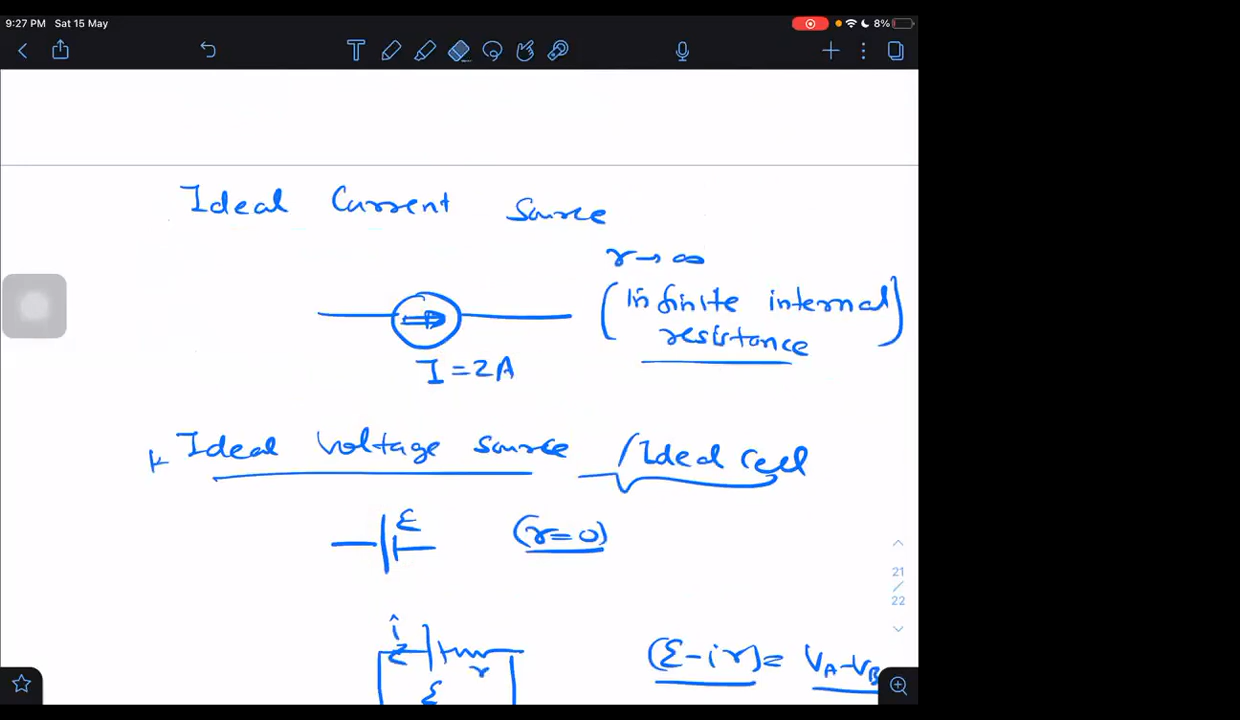 9:27 PM Sat 15 May
8%
T
Ideal Current Source
r → ∞
(Infinite internal
resistance)
I = 2A
Ideal voltage source / Ideal cell
ε
(r = 0)
21
/
22
i
r
(ε - ir) = VA - VB
ε